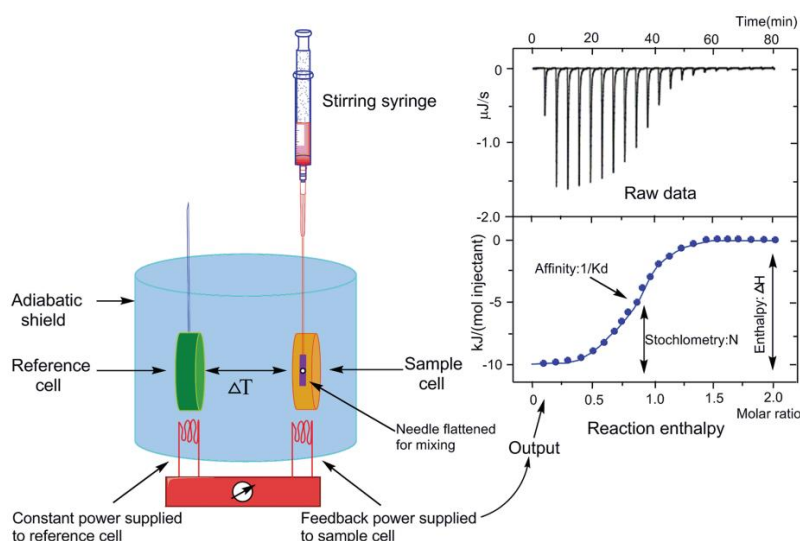 Stirring syringe
Adiabatic
shield
Reference
cell
ΔT
Sample
cell
Needle flattened
for mixing
Constant power supplied
to reference cell
Feedback power supplied
to sample cell
Time(min)
0 20 40 60 80
0
-1.0
-2.0
μJ/s
Raw data
0
-5
-10
kJ/(mol injectant)
Affinity:1/Kd
Stochlometry:N
Enthalpy:ΔH
0 0.5 1.0 1.5 2.0
Molar ratio
Reaction enthalpy
Output